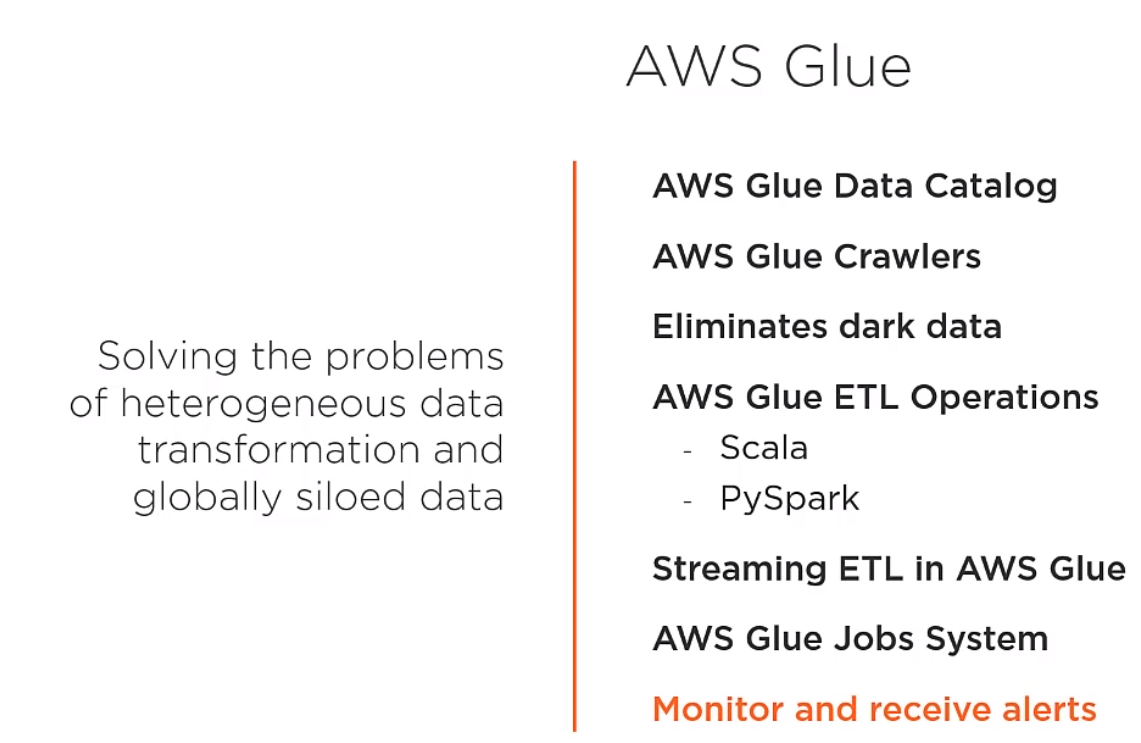 AWS Glue
Solving the problems
of heterogeneous data
transformation and
globally siloed data
AWS Glue Data Catalog
AWS Glue Crawlers
Eliminates dark data
AWS Glue ETL Operations
- Scala
- PySpark
Streaming ETL in AWS Glue
AWS Glue Jobs System
Monitor and receive alerts